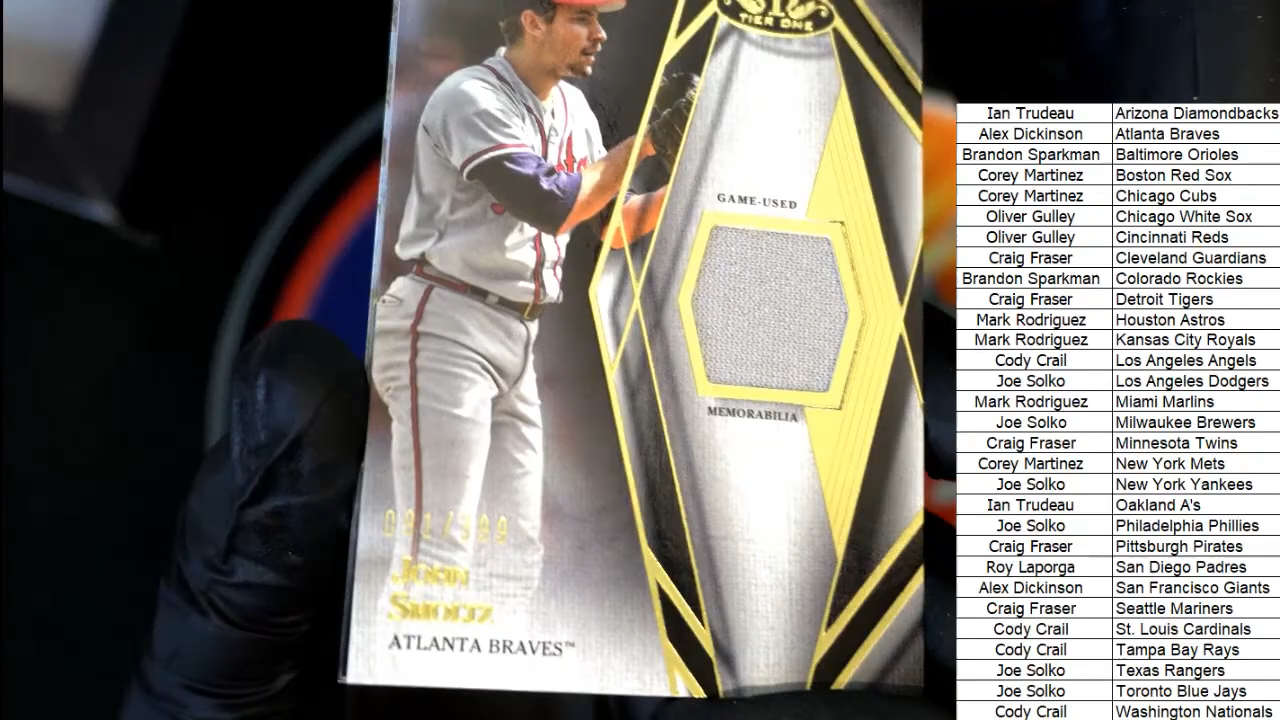 TIER ONE
GAME-USED
MEMORABILIA
John
Smoltz
ATLANTA BRAVES™
Ian Trudeau Arizona Diamondbacks
Alex Dickinson Atlanta Braves
Brandon Sparkman Baltimore Orioles
Corey Martinez Boston Red Sox
Corey Martinez Chicago Cubs
Oliver Gulley Chicago White Sox
Oliver Gulley Cincinnati Reds
Craig Fraser Cleveland Guardians
Brandon Sparkman Colorado Rockies
Craig Fraser Detroit Tigers
Mark Rodriguez Houston Astros
Mark Rodriguez Kansas City Royals
Cody Crail Los Angeles Angels
Joe Solko Los Angeles Dodgers
Mark Rodriguez Miami Marlins
Joe Solko Milwaukee Brewers
Craig Fraser Minnesota Twins
Corey Martinez New York Mets
Joe Solko New York Yankees
Ian Trudeau Oakland A's
Joe Solko Philadelphia Phillies
Craig Fraser Pittsburgh Pirates
Roy Laporga San Diego Padres
Alex Dickinson San Francisco Giants
Craig Fraser Seattle Mariners
Cody Crail St. Louis Cardinals
Cody Crail Tampa Bay Rays
Joe Solko Texas Rangers
Joe Solko Toronto Blue Jays
Cody Crail Washington Nationals